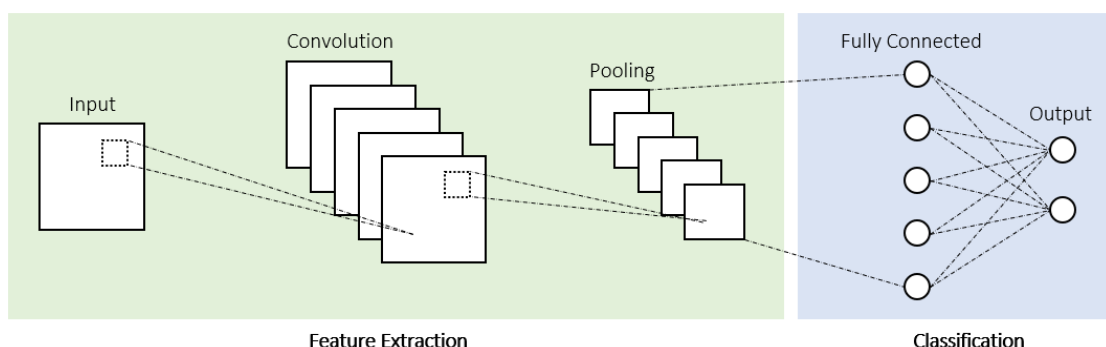 Input
Convolution
Pooling
Fully Connected
Output
Feature Extraction
Classification